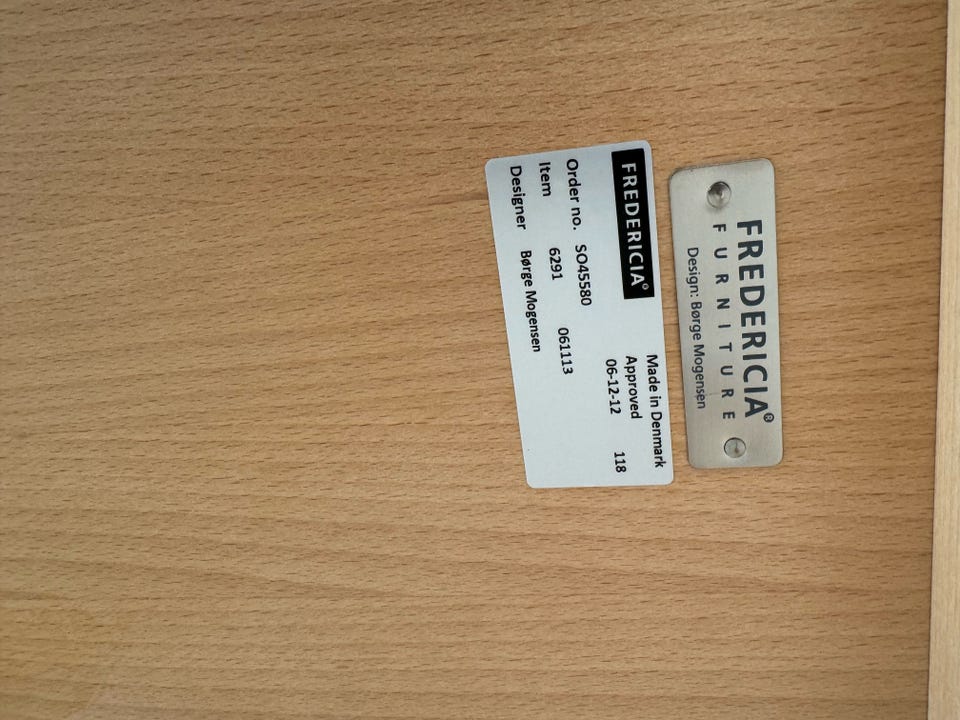 FREDERICIA®
FURNITURE
Design: Børge Mogensen
FREDERICIA®
Made in Denmark
Approved
06-12-12 118
Order no. SO45580
Item 6291 061113
Designer Børge Mogensen